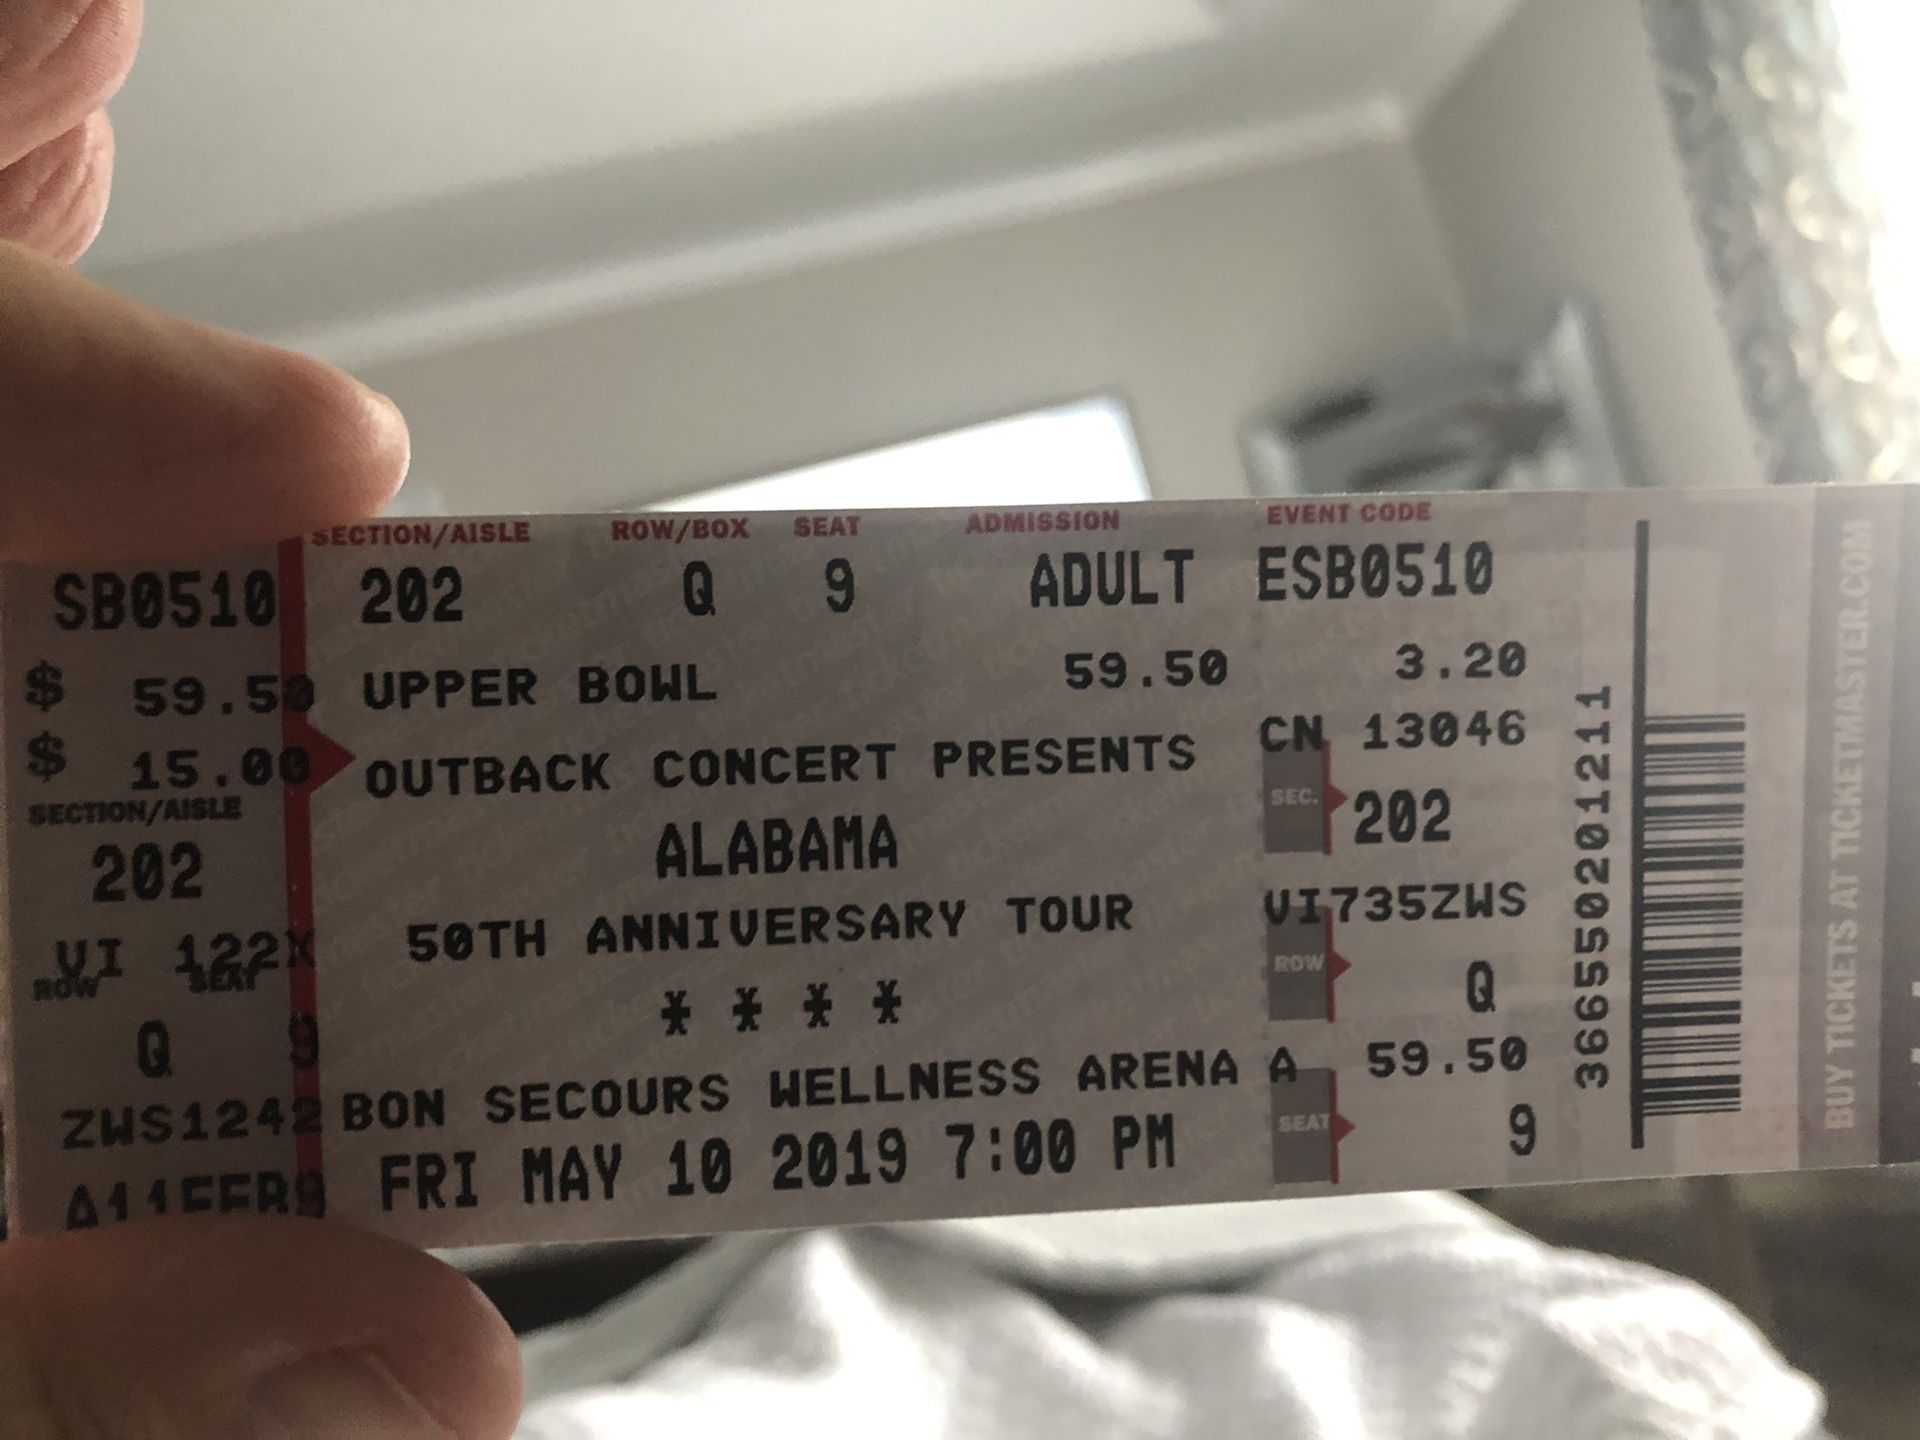 SECTION/AISLE ROW/BOX SEAT ADMISSION EVENT CODE
SB0510 202 Q 9 ADULT ESB0510
$ 59.50 UPPER BOWL 59.50 3.20
$ 15.00 OUTBACK CONCERT PRESENTS CN 13046
SECTION/AISLE SEC.
202 ALABAMA 202
VI 122X 50TH ANNIVERSARY TOUR VI735ZWS
ROW SEAT * * * * ROW
Q 9 Q
ZWS1242 BON SECOURS WELLNESS ARENA A 59.50
FRI MAY 10 2019 7:00 PM SEAT 9
366550201211
BUY TICKETS AT TICKETMASTER.COM